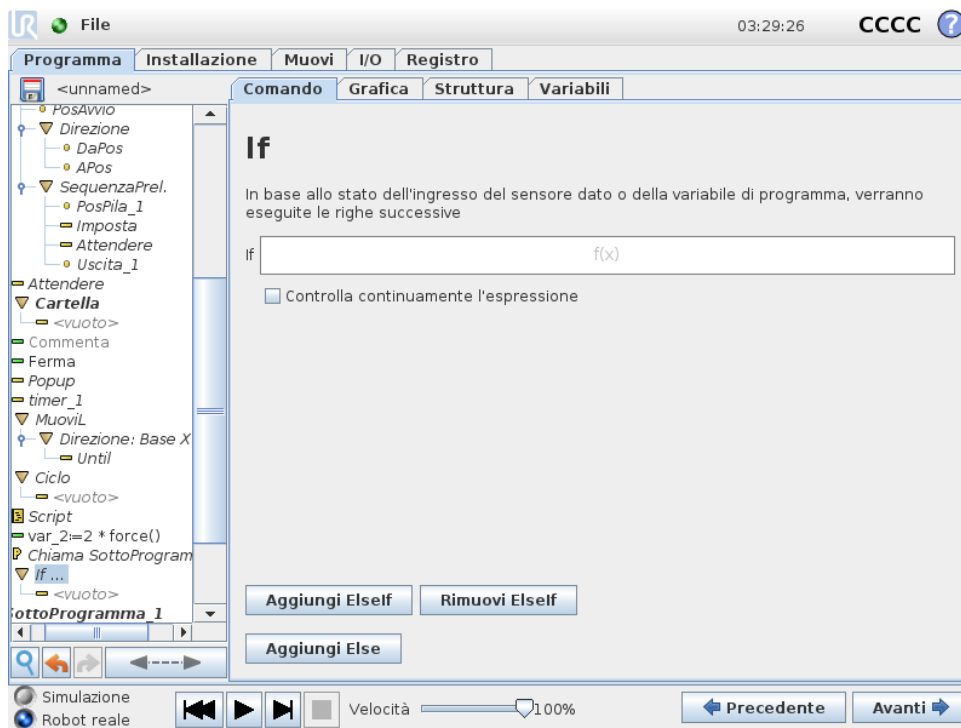 UR File 03:29:26 CCCC ?
Programma Installazione Muovi I/O Registro
<unnamed> Comando Grafica Struttura Variabili
PosAvvio
Direzione
DaPos
APos
SequenzaPrel.
PosPila_1
Imposta
Attendere
Uscita_1
Attendere
Cartella
<vuoto>
Commenta
Ferma
Popup
timer_1
MuoviL
Direzione: Base X
Until
Ciclo
<vuoto>
Script
var_2:=2 * force()
P Chiama SottoProgram
If ...
<vuoto>
SottoProgramma_1
If
In base allo stato dell'ingresso del sensore dato o della variabile di programma, verranno
eseguite le righe successive
If f(x)
Controlla continuamente l'espressione
Aggiungi ElseIf Rimuovi ElseIf
Aggiungi Else
Simulazione
Robot reale
Velocità 100%
Precedente Avanti